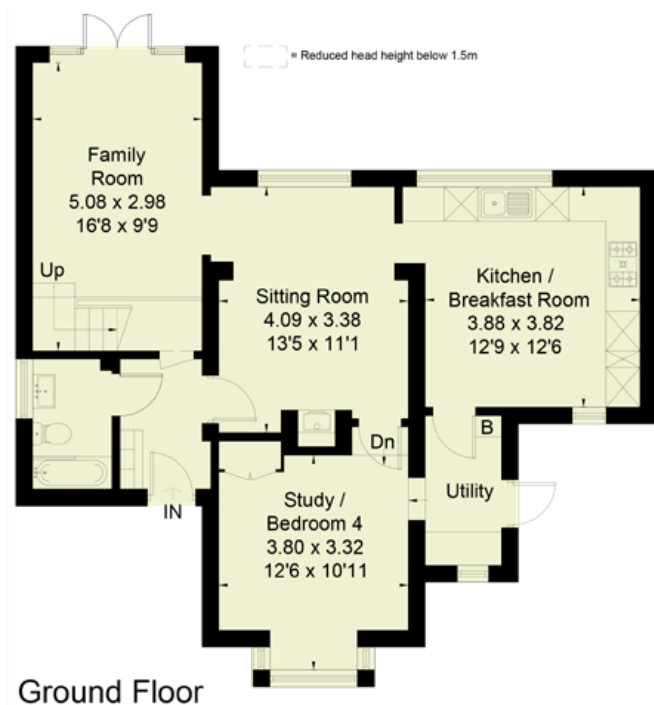 = Reduced head height below 1.5m
Family
Room
5.08 x 2.98
16'8 x 9'9
Up
Sitting Room
4.09 x 3.38
13'5 x 11'1
Kitchen /
Breakfast Room
3.88 x 3.82
12'9 x 12'6
Dn
B
Utility
IN
Study /
Bedroom 4
3.80 x 3.32
12'6 x 10'11
Ground Floor